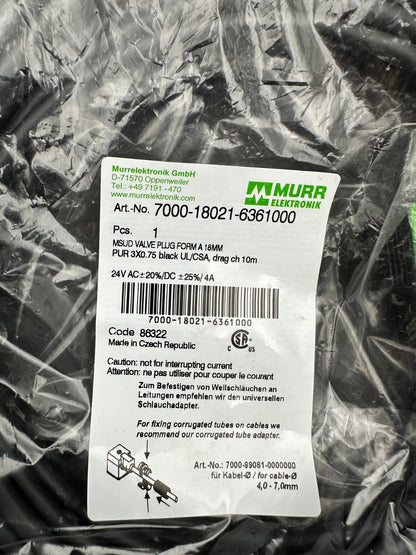 Murrelektronik GmbH
D-71570 Oppenweiler
Tel.: +49 7191 - 470
www.murrelektronik.com
MURR
ELEKTRONIK
Art.-No. 7000-18021-6361000
Pcs. 1
MSUD VALVE PLUG FORM A 18MM
PUR 3X0.75 black UL/CSA, drag ch 10m
24V AC ±20%/DC ±25%/ 4A
7000-18021-6361000
Code 86322
Made in Czech Republic
C US
Caution: not for interrupting current
Attention: ne pas utiliser pour couper le courant
Zum Befestigen von Wellschläuchen an
Leitungen empfehlen wir den universellen
Schlauchadapter.
For fixing corrugated tubes on cables we
recommend our corrugated tube adapter.
Art.-No.: 7000-99081-0000000
für Kabel-Ø / for cable-Ø
4,0 - 7,0mm